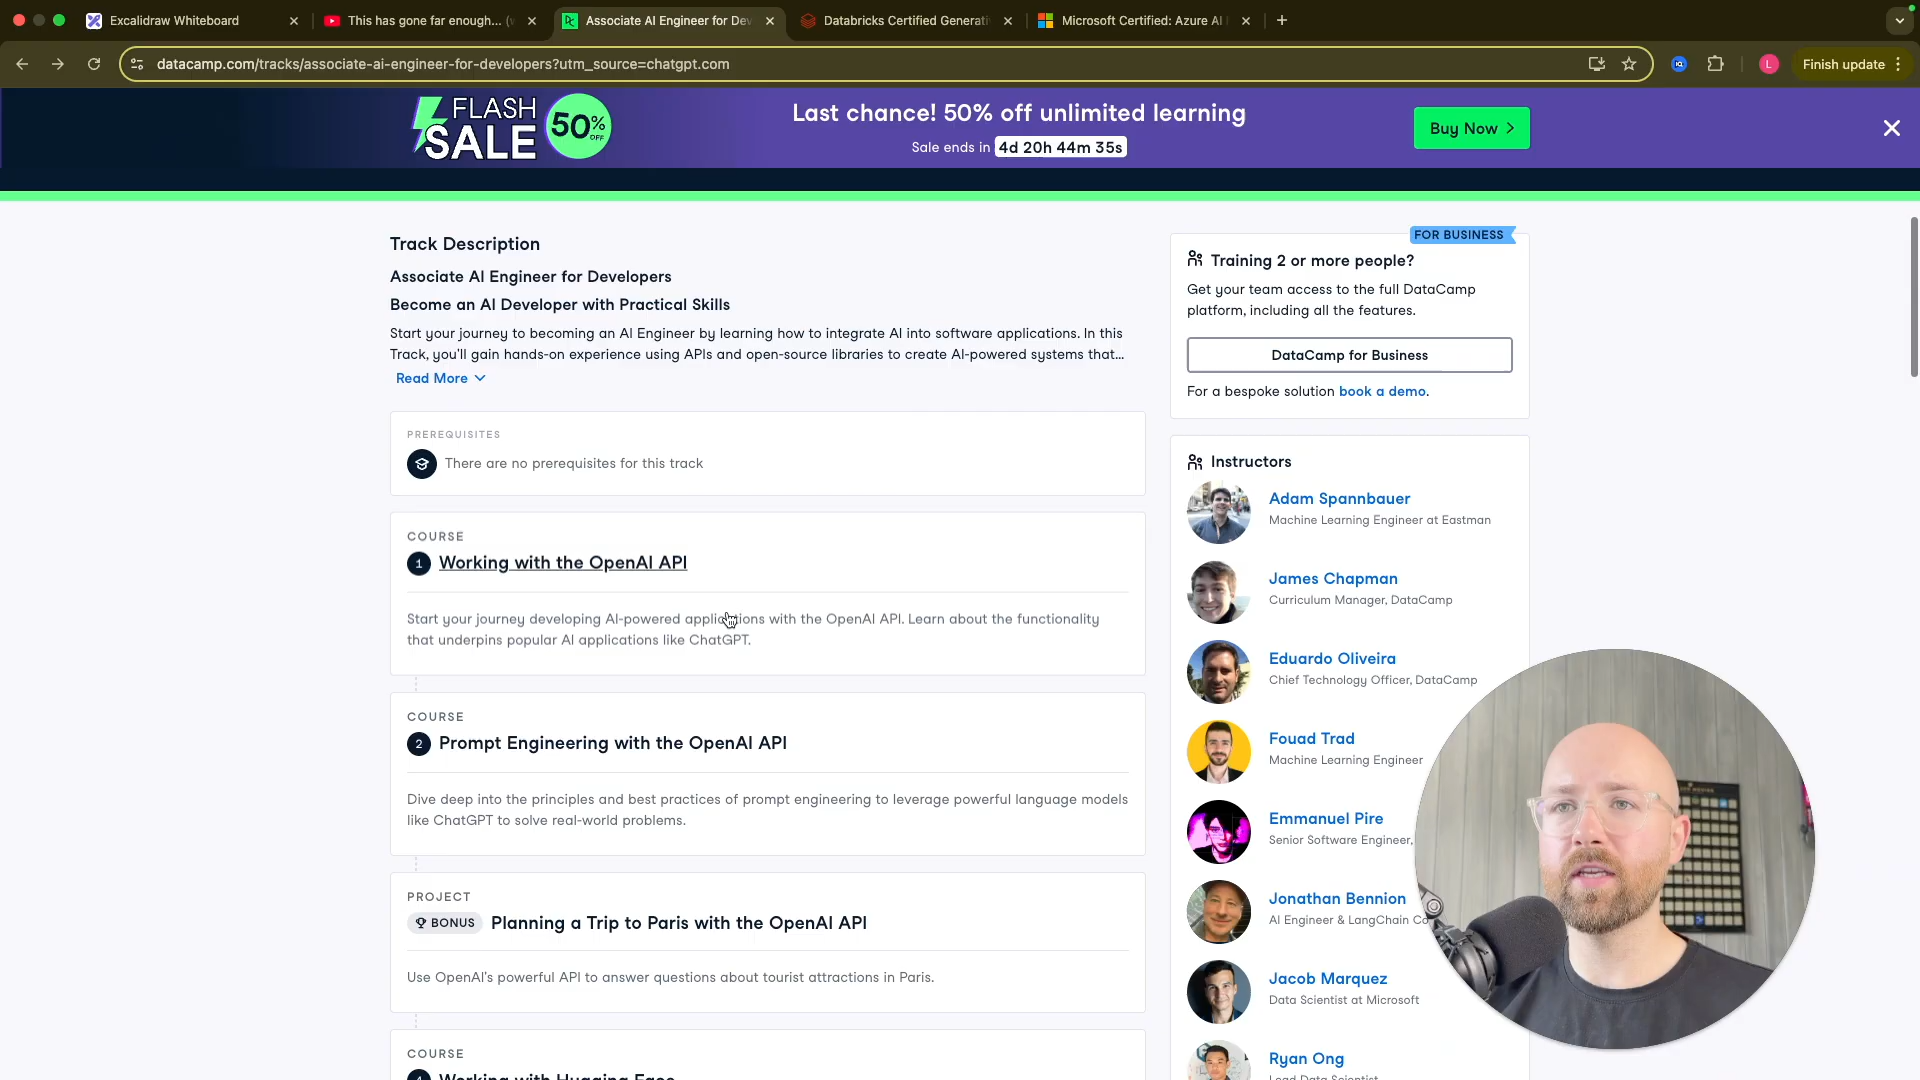 Excalidraw Whiteboard
This has gone far enough... (
Associate AI Engineer for Dev
Databricks Certified Generati
Microsoft Certified: Azure AI
datacamp.com/tracks/associate-ai-engineer-for-developers?utm_source=chatgpt.com
L
Finish update
FLASH
SALE
50%
OFF
Last chance! 50% off unlimited learning
Sale ends in 4d 20h 44m 35s
Buy Now
Track Description
Associate AI Engineer for Developers
Become an AI Developer with Practical Skills
Start your journey to becoming an AI Engineer by learning how to integrate AI into software applications. In this
Track, you'll gain hands-on experience using APIs and open-source libraries to create AI-powered systems that...
Read More
PREREQUISITES
There are no prerequisites for this track
COURSE
1 Working with the OpenAI API
Start your journey developing AI-powered applications with the OpenAI API. Learn about the functionality
that underpins popular AI applications like ChatGPT.
COURSE
2 Prompt Engineering with the OpenAI API
Dive deep into the principles and best practices of prompt engineering to leverage powerful language models
like ChatGPT to solve real-world problems.
PROJECT
BONUS Planning a Trip to Paris with the OpenAI API
Use OpenAI's powerful API to answer questions about tourist attractions in Paris.
COURSE
Working with Hugging Face
FOR BUSINESS
Training 2 or more people?
Get your team access to the full DataCamp
platform, including all the features.
DataCamp for Business
For a bespoke solution book a demo.
Instructors
Adam Spannbauer
Machine Learning Engineer at Eastman
James Chapman
Curriculum Manager, DataCamp
Eduardo Oliveira
Chief Technology Officer, DataCamp
Fouad Trad
Machine Learning Engineer
Emmanuel Pire
Senior Software Engineer,
Jonathan Bennion
AI Engineer & LangChain Co
Jacob Marquez
Data Scientist at Microsoft
Ryan Ong
Lead Data Scientist